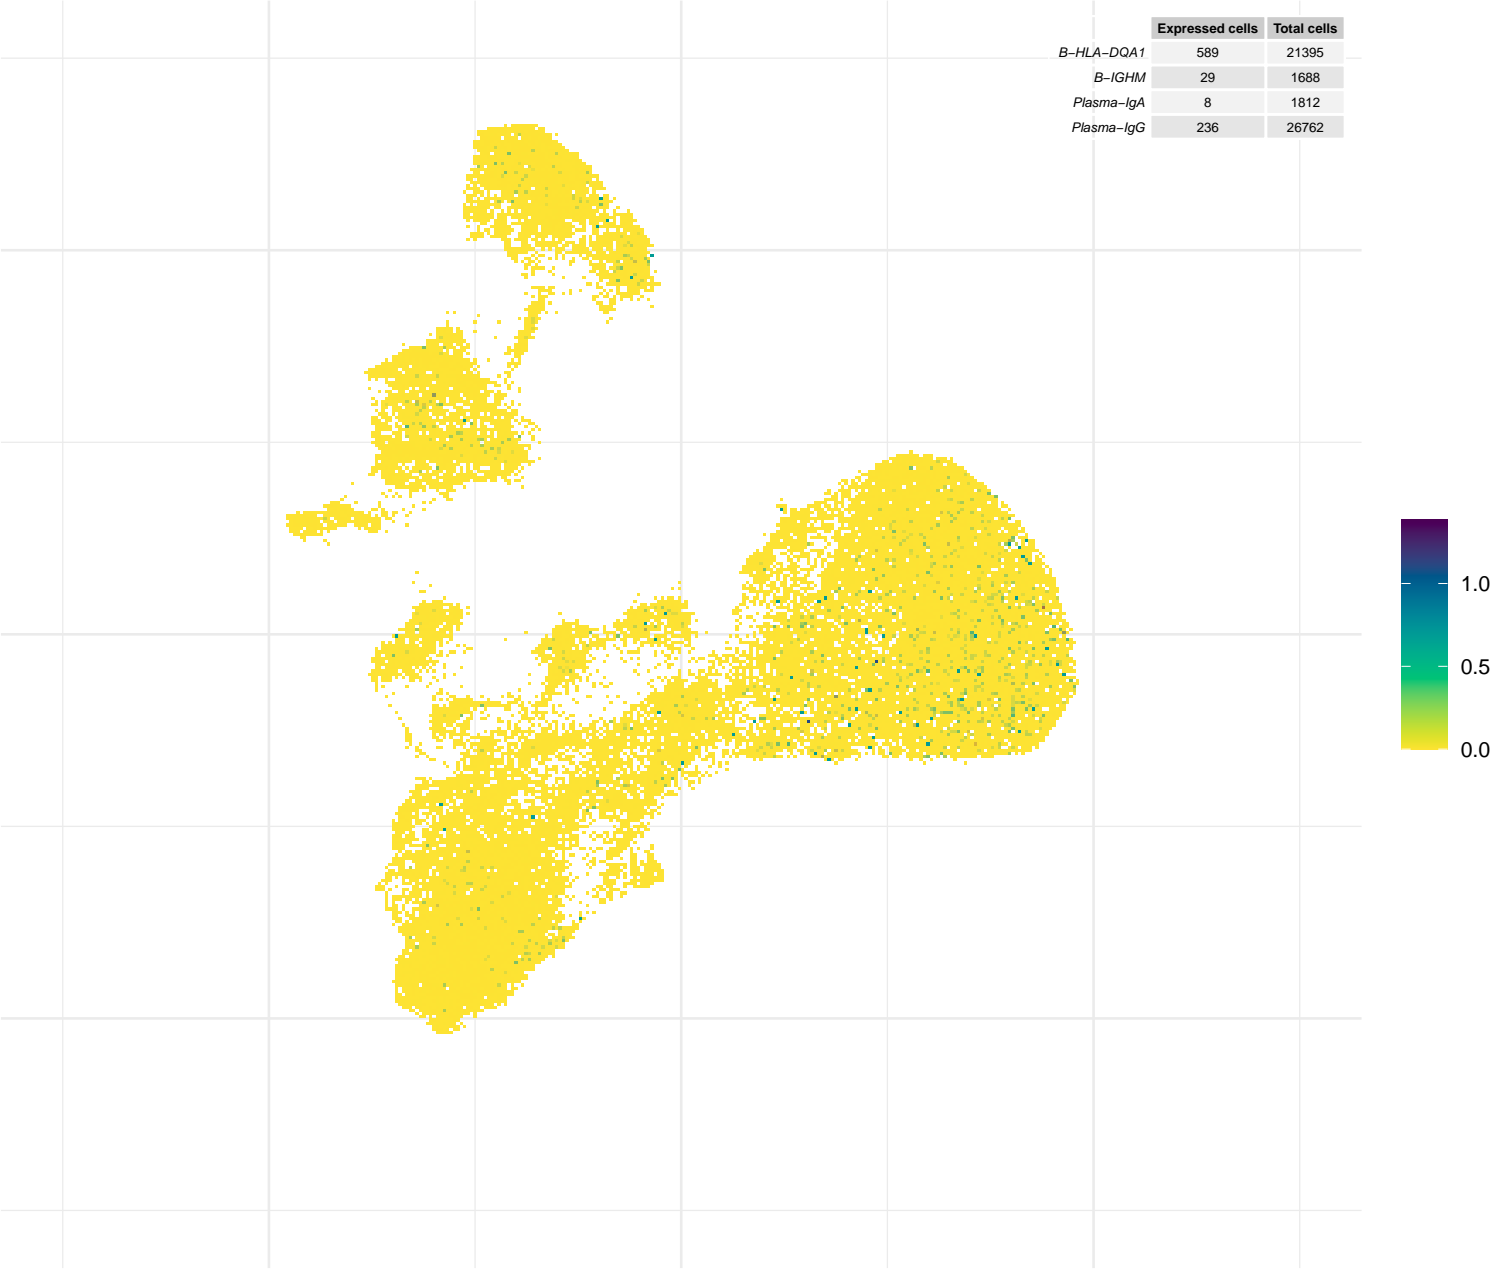 Expressed cells Total cells
B−HLA−DQA1 589 21395
B−IGHM 29 1688
Plasma−IgA 8 1812
Plasma−IgG 236 26762
1.0
0.5
0.0